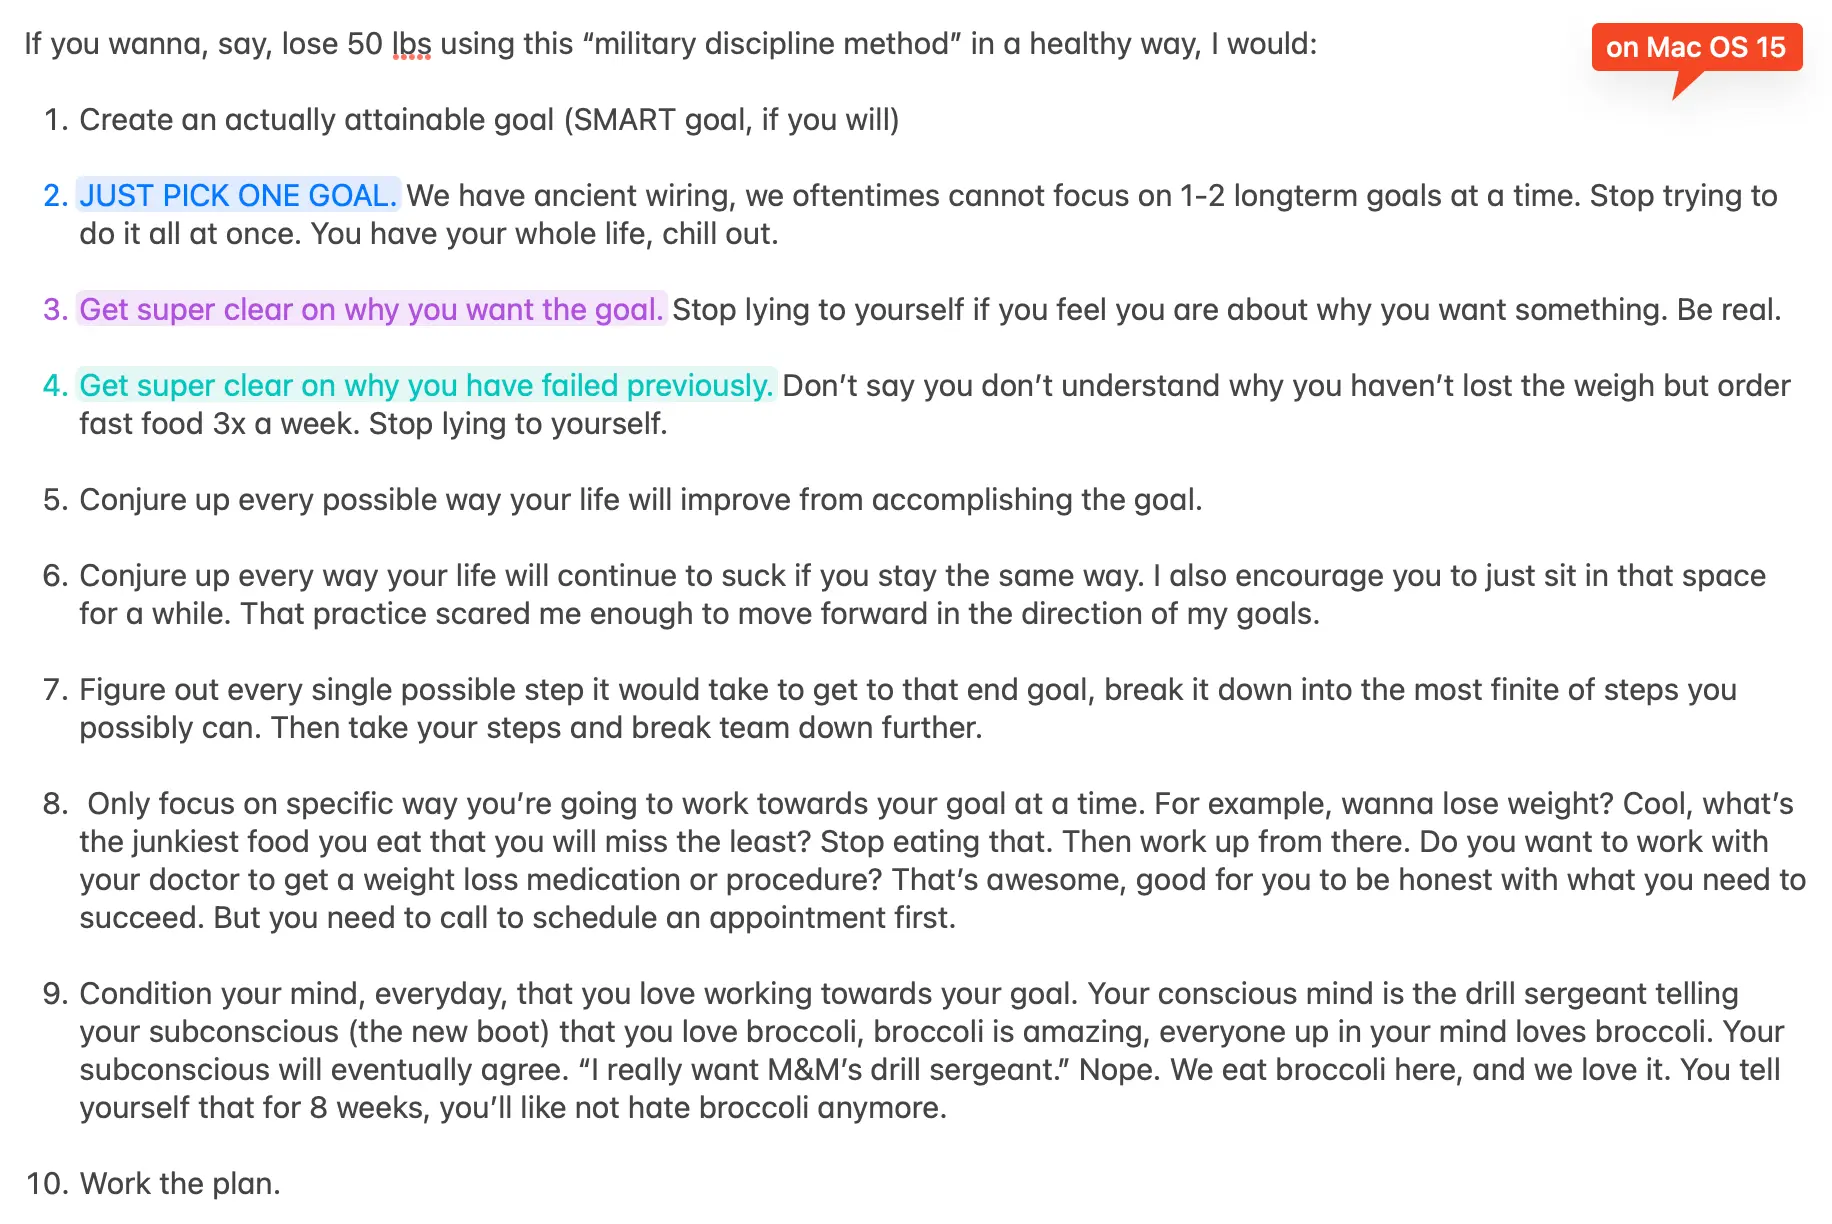 If you wanna, say, lose 50 lbs using this “military discipline method” in a healthy way, I would:
on Mac OS 15
1. Create an actually attainable goal (SMART goal, if you will)
2. JUST PICK ONE GOAL. We have ancient wiring, we oftentimes cannot focus on 1-2 longterm goals at a time. Stop trying to
do it all at once. You have your whole life, chill out.
3. Get super clear on why you want the goal. Stop lying to yourself if you feel you are about why you want something. Be real.
4. Get super clear on why you have failed previously. Don’t say you don’t understand why you haven’t lost the weigh but order
fast food 3x a week. Stop lying to yourself.
5. Conjure up every possible way your life will improve from accomplishing the goal.
6. Conjure up every way your life will continue to suck if you stay the same way. I also encourage you to just sit in that space
for a while. That practice scared me enough to move forward in the direction of my goals.
7. Figure out every single possible step it would take to get to that end goal, break it down into the most finite of steps you
possibly can. Then take your steps and break team down further.
8. Only focus on specific way you’re going to work towards your goal at a time. For example, wanna lose weight? Cool, what’s
the junkiest food you eat that you will miss the least? Stop eating that. Then work up from there. Do you want to work with
your doctor to get a weight loss medication or procedure? That’s awesome, good for you to be honest with what you need to
succeed. But you need to call to schedule an appointment first.
9. Condition your mind, everyday, that you love working towards your goal. Your conscious mind is the drill sergeant telling
your subconscious (the new boot) that you love broccoli, broccoli is amazing, everyone up in your mind loves broccoli. Your
subconscious will eventually agree. “I really want M&M’s drill sergeant.” Nope. We eat broccoli here, and we love it. You tell
yourself that for 8 weeks, you’ll like not hate broccoli anymore.
10. Work the plan.